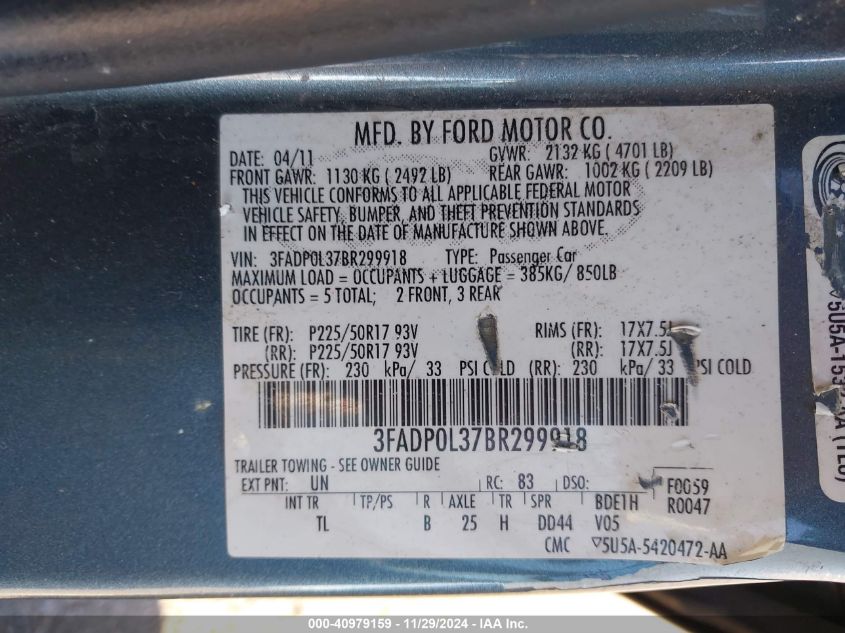 MFD. BY FORD MOTOR CO.
DATE: 04/11 GVWR: 2132 KG ( 4701 LB)
FRONT GAWR: 1130 KG ( 2492 LB) REAR GAWR: 1002 KG ( 2209 LB)
THIS VEHICLE CONFORMS TO ALL APPLICABLE FEDERAL MOTOR
VEHICLE SAFETY, BUMPER, AND THEFT PREVENTION STANDARDS
IN EFFECT ON THE DATE OF MANUFACTURE SHOWN ABOVE.
VIN: 3FADP0L37BR299918 TYPE: Passenger Car
MAXIMUM LOAD = OCCUPANTS + LUGGAGE = 385KG/ 850LB
OCCUPANTS = 5 TOTAL; 2 FRONT, 3 REAR
TIRE (FR): P225/50R17 93V RIMS (FR): 17X7.5J
(RR): P225/50R17 93V (RR): 17X7.5J
PRESSURE (FR): 230 kPa/ 33 PSI COLD (RR): 230 kPa/ 33 PSI COLD
3FADP0L37BR299918
TRAILER TOWING - SEE OWNER GUIDE
EXT PNT: UN RC: 83 DSO: F0059
INT TR TP/PS R AXLE TR SPR BDE1H R0047
TL B 25 H DD44 V05
CMC ▽5U5A-5420472-AA
000-40979159 - 11/29/2024 - IAAI.com